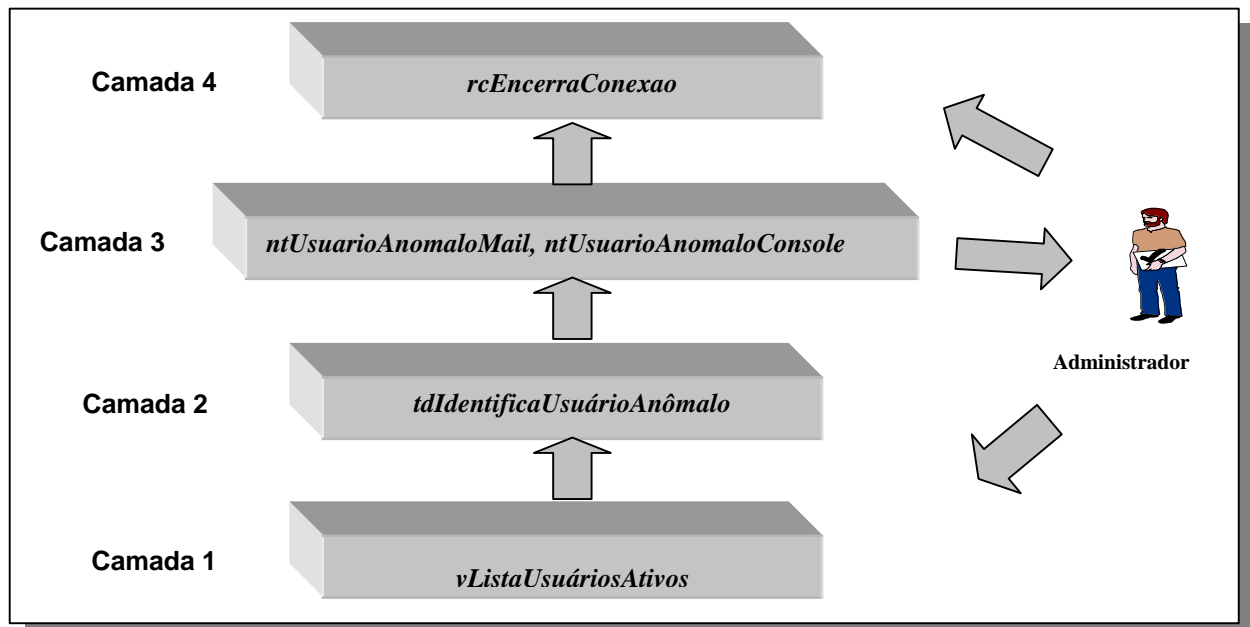 Camada 4
rcEncerraConexao
Camada 3
ntUsuarioAnomaloMail, ntUsuarioAnomaloConsole
Administrador
Camada 2
tdIdentificaUsuárioAnômalo
Camada 1
vListaUsuáriosAtivos